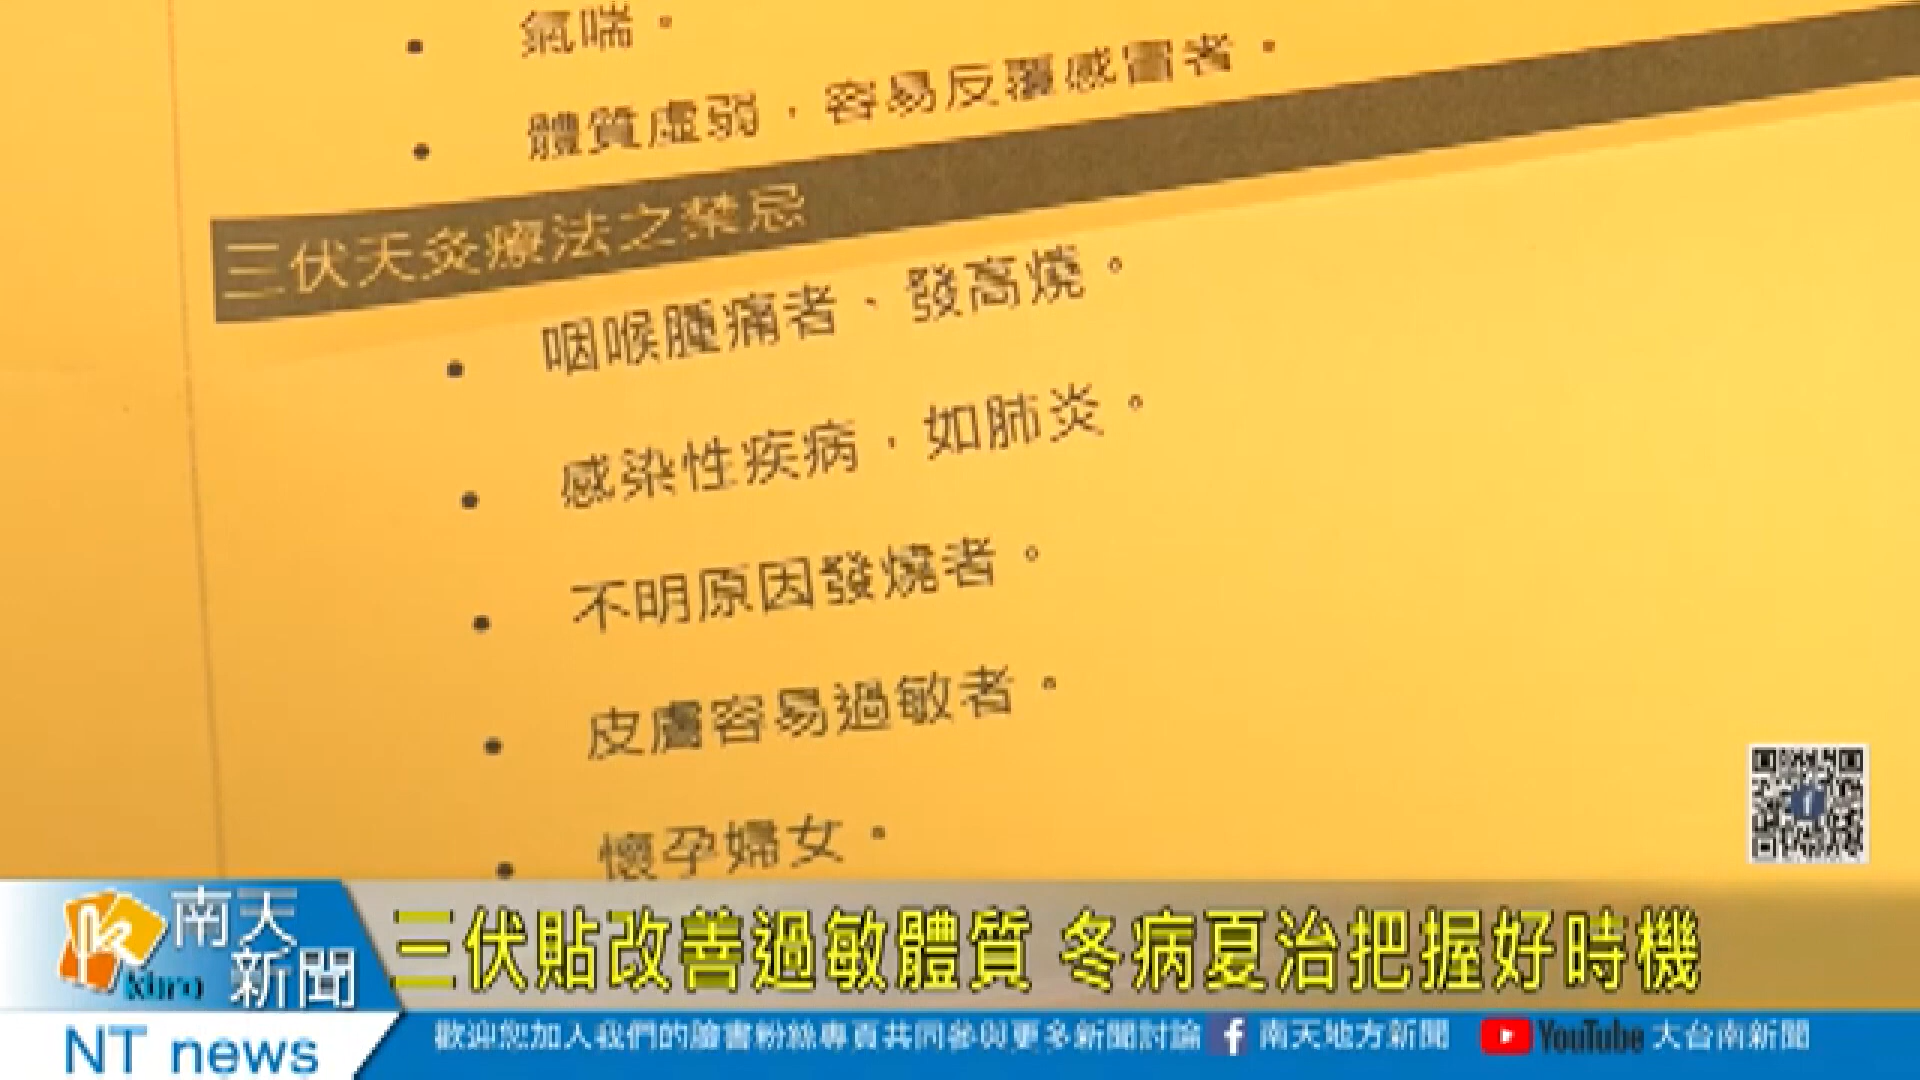 氣喘。
體質虛弱，容易反覆感冒者。
三伏天灸療法之禁忌
咽喉腫痛者、發高燒。
感染性疾病，如肺炎。
不明原因發燒者。
皮膚容易過敏者。
懷孕婦女。
南天新聞
三伏貼改善過敏體質 冬病夏治把握好時機
NT news
歡迎您加入我們的臉書粉絲專頁共同參與更多新聞討論 f 南天地方新聞 YouTube 大台南新聞